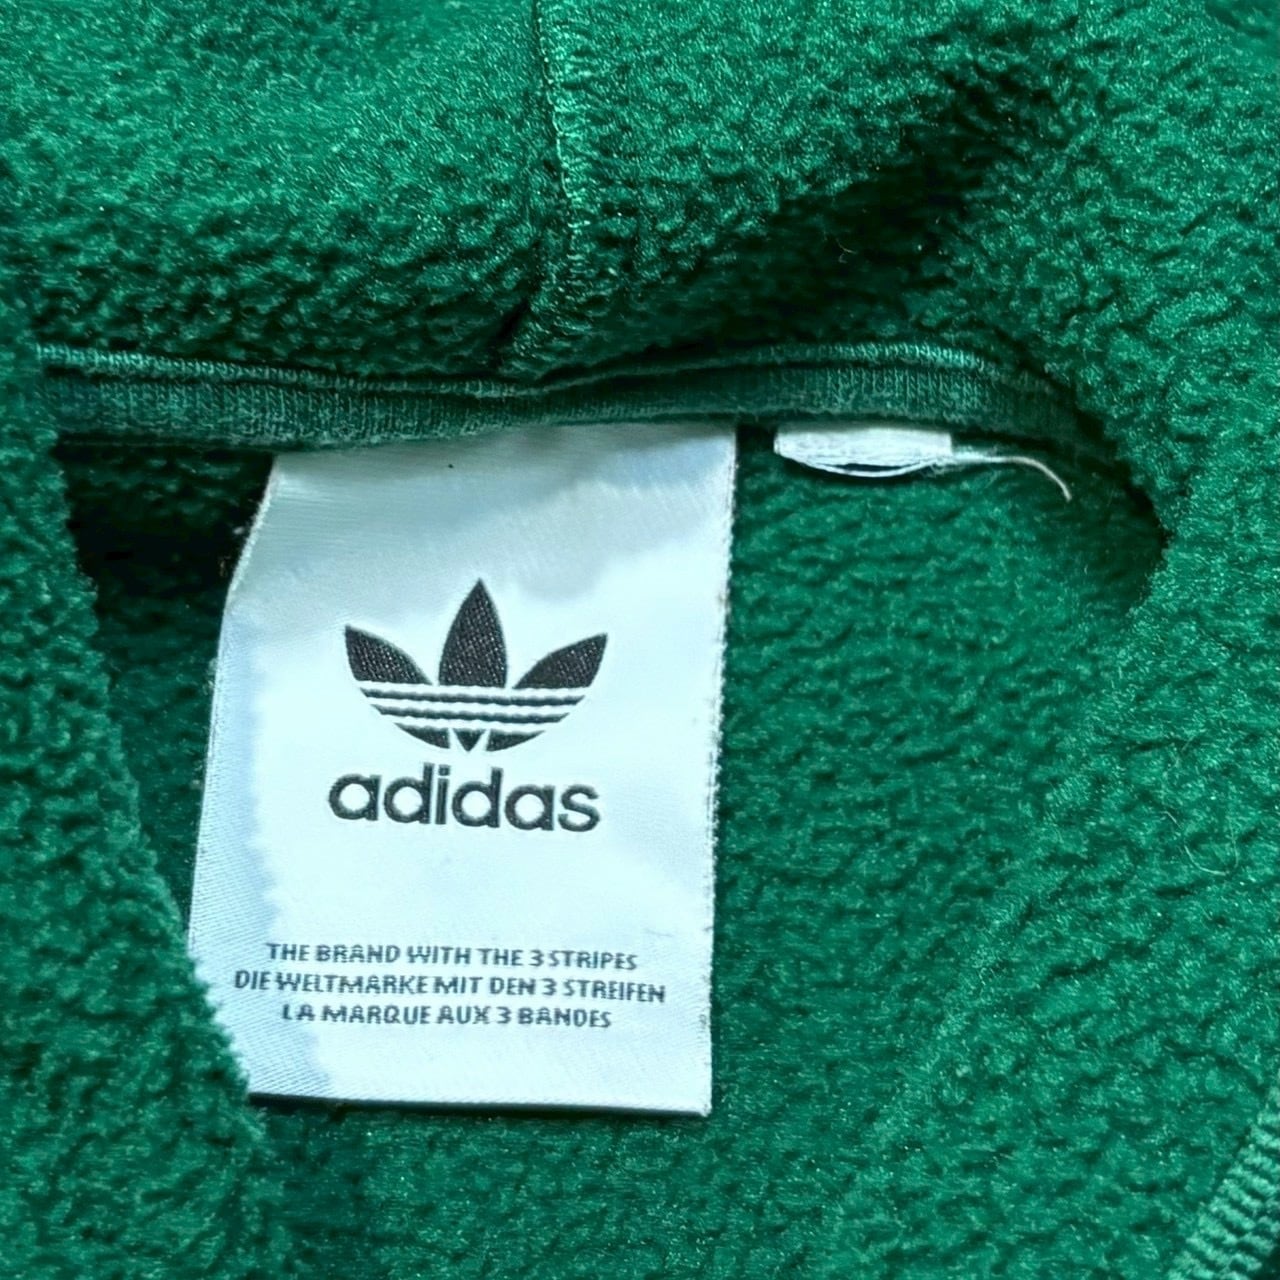 adidas
THE BRAND WITH THE 3 STRIPES
DIE WELTMARKE MIT DEN 3 STREIFEN
LA MARQUE AUX 3 BANDES